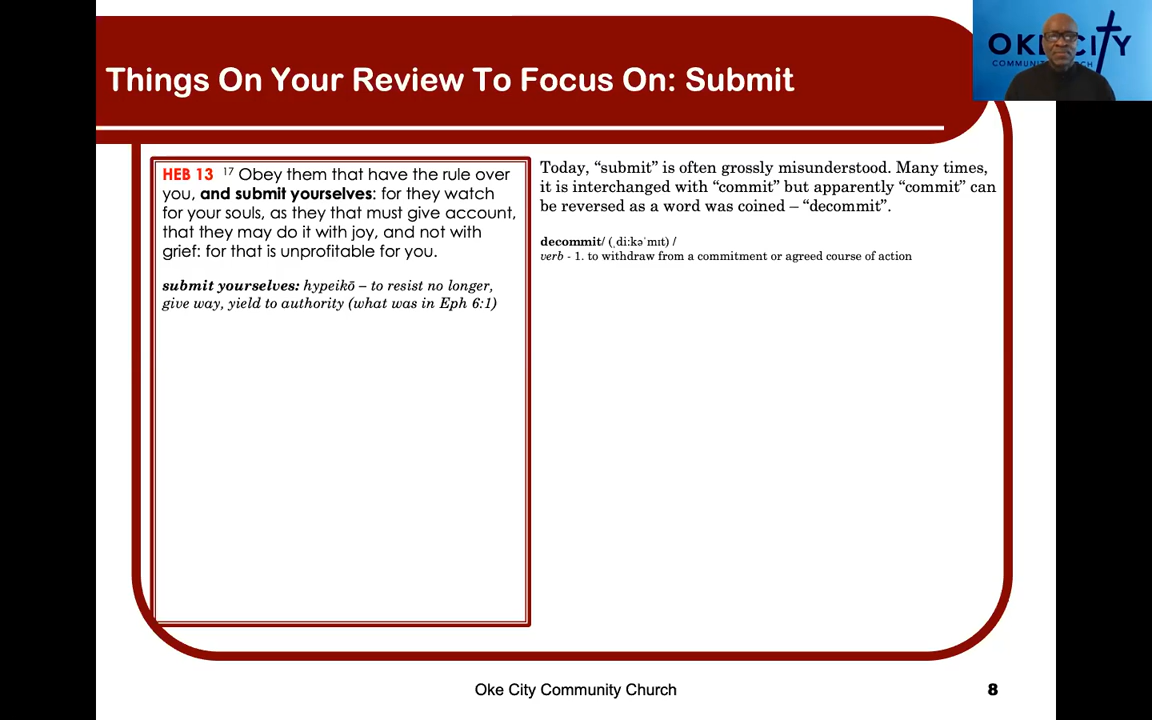 Things On Your Review To Focus On: Submit
OKE CITY
COMMUNITY CHURCH
HEB 13 17 Obey them that have the rule over
you, and submit yourselves: for they watch
for your souls, as they that must give account,
that they may do it with joy, and not with
grief: for that is unprofitable for you.
submit yourselves: hypeikō – to resist no longer,
give way, yield to authority (what was in Eph 6:1)
Today, “submit” is often grossly misunderstood. Many times,
it is interchanged with “commit” but apparently “commit” can
be reversed as a word was coined – “decommit”.
decommit/ (ˌdiːkəˈmɪt) /
verb - 1. to withdraw from a commitment or agreed course of action
Oke City Community Church
8